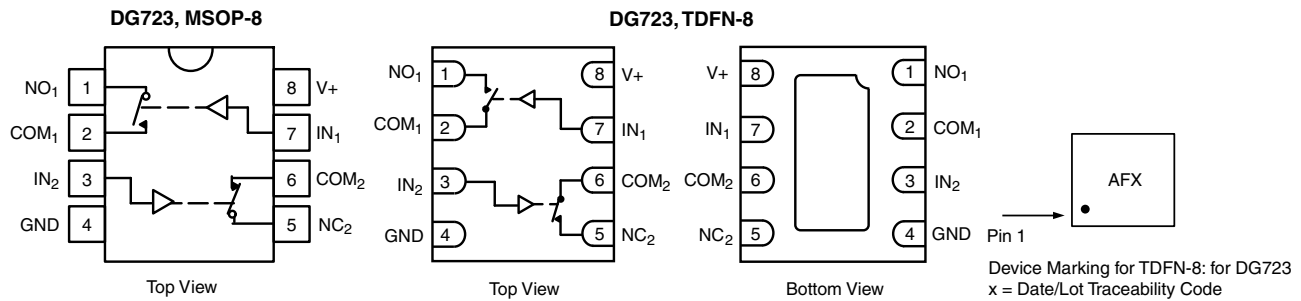 DG723, MSOP-8
NO1 1
COM1 2
IN2 3
GND 4
8 V+
7 IN1
6 COM2
5 NC2
Top View
DG723, TDFN-8
NO1 1
COM1 2
IN2 3
GND 4
8 V+
7 IN1
6 COM2
5 NC2
Top View
V+ 8
IN1 7
COM2 6
NC2 5
1 NO1
2 COM1
3 IN2
4 GND
Bottom View
AFX
Pin 1
Device Marking for TDFN-8: for DG723
x = Date/Lot Traceability Code